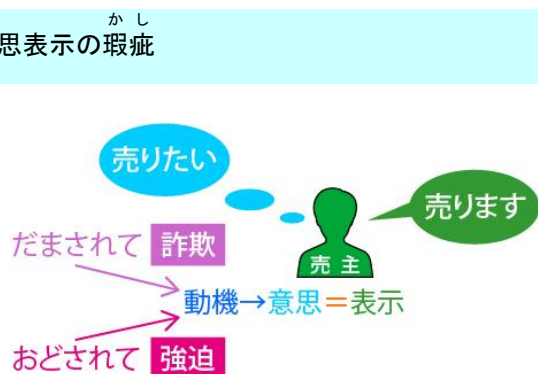 かし
思表示の瑕疵
売りたい
売ります
売主
だまされて 詐欺
動機→意思=表示
おどされて 強迫